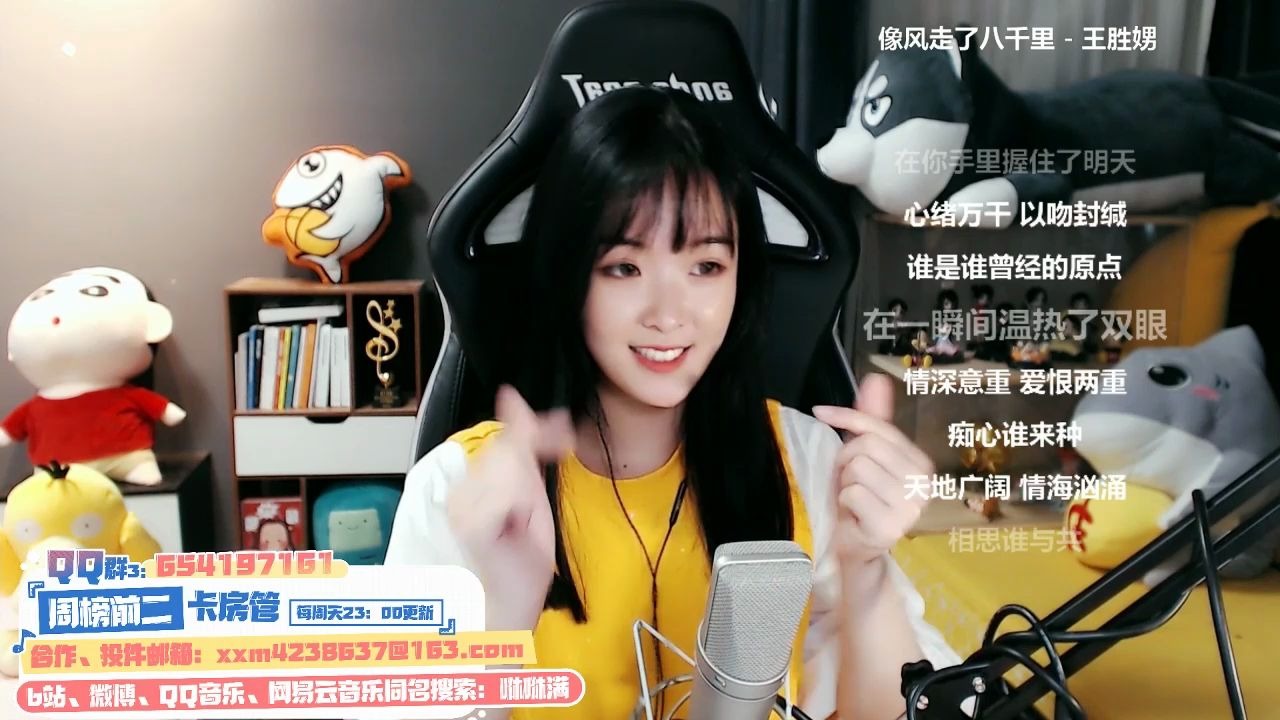 像风走了八千里 - 王胜娚
在你手里握住了明天
心绪万千 以吻封缄
谁是谁曾经的原点
在一瞬间温热了双眼
情深意重 爱恨两重
痴心谁来种
天地广阔 情海汹涌
相思谁与共
QQ群3: 654197161
『周榜前二 卡房管 每周天23：00更新』
合作、投件邮箱：xxm4238637@163.com
b站、微博、QQ音乐、网易云音乐同名搜索：咻咻满